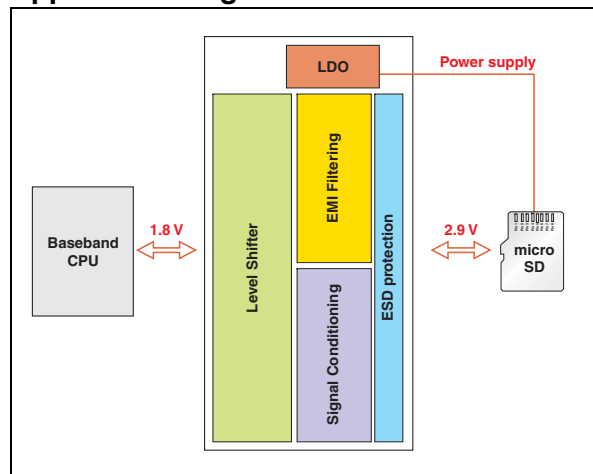 LDO
Power supply
Baseband
CPU
1.8 V
Level Shifter
EMI Filtering
Signal Conditioning
ESD protection
2.9 V
micro
SD